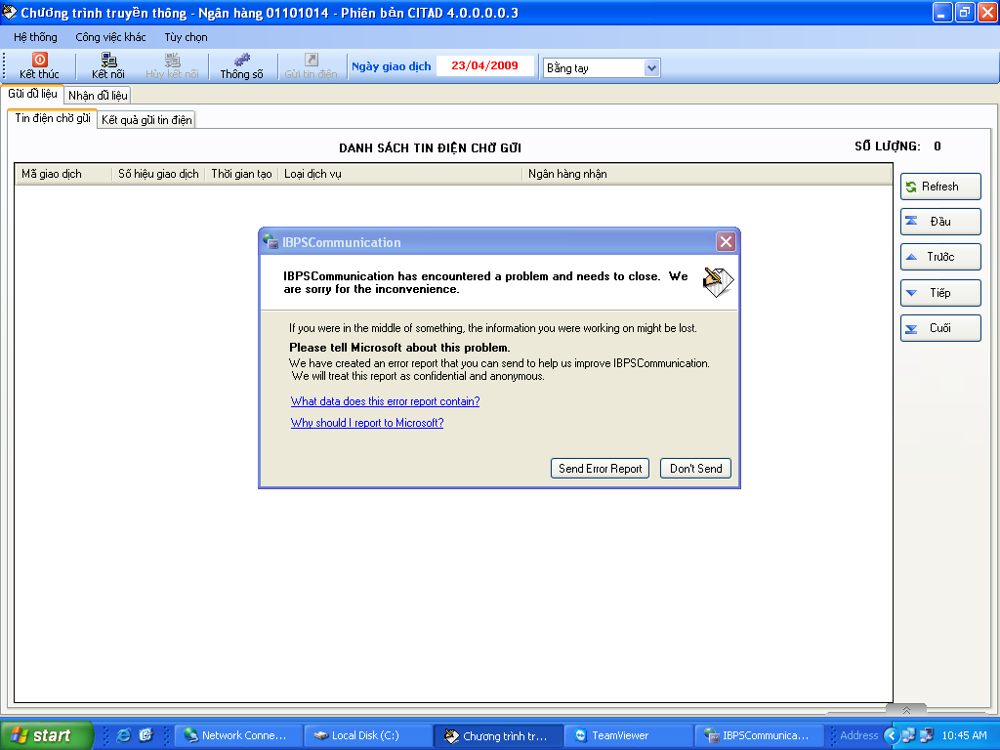 Chương trình truyền thông - Ngân hàng 01101014 - Phiên bản CITAD 4.0.0.0.0.3
Hệ thống Công việc khác Tùy chọn
Kết thúc Kết nối Hủy kết nối Thông số Gửi tin điện Ngày giao dịch 23/04/2009 Bằng tay
Gửi dữ liệu Nhận dữ liệu
Tin điện chờ gửi Kết quả gửi tin điện
DANH SÁCH TIN ĐIỆN CHỜ GỬI SỐ LƯỢNG: 0
Mã giao dịch Số hiệu giao dịch Thời gian tạo Loại dịch vụ Ngân hàng nhận
Refresh
Đầu
Trước
Tiếp
Cuối
IBPSCommunication
IBPSCommunication has encountered a problem and needs to close. We
are sorry for the inconvenience.
If you were in the middle of something, the information you were working on might be lost.
Please tell Microsoft about this problem.
We have created an error report that you can send to help us improve IBPSCommunication.
We will treat this report as confidential and anonymous.
What data does this error report contain?
Why should I report to Microsoft?
Send Error Report Don't Send
start Network Conne... Local Disk (C:) Chương trình tr... TeamViewer IBPSCommunica... Address 10:45 AM